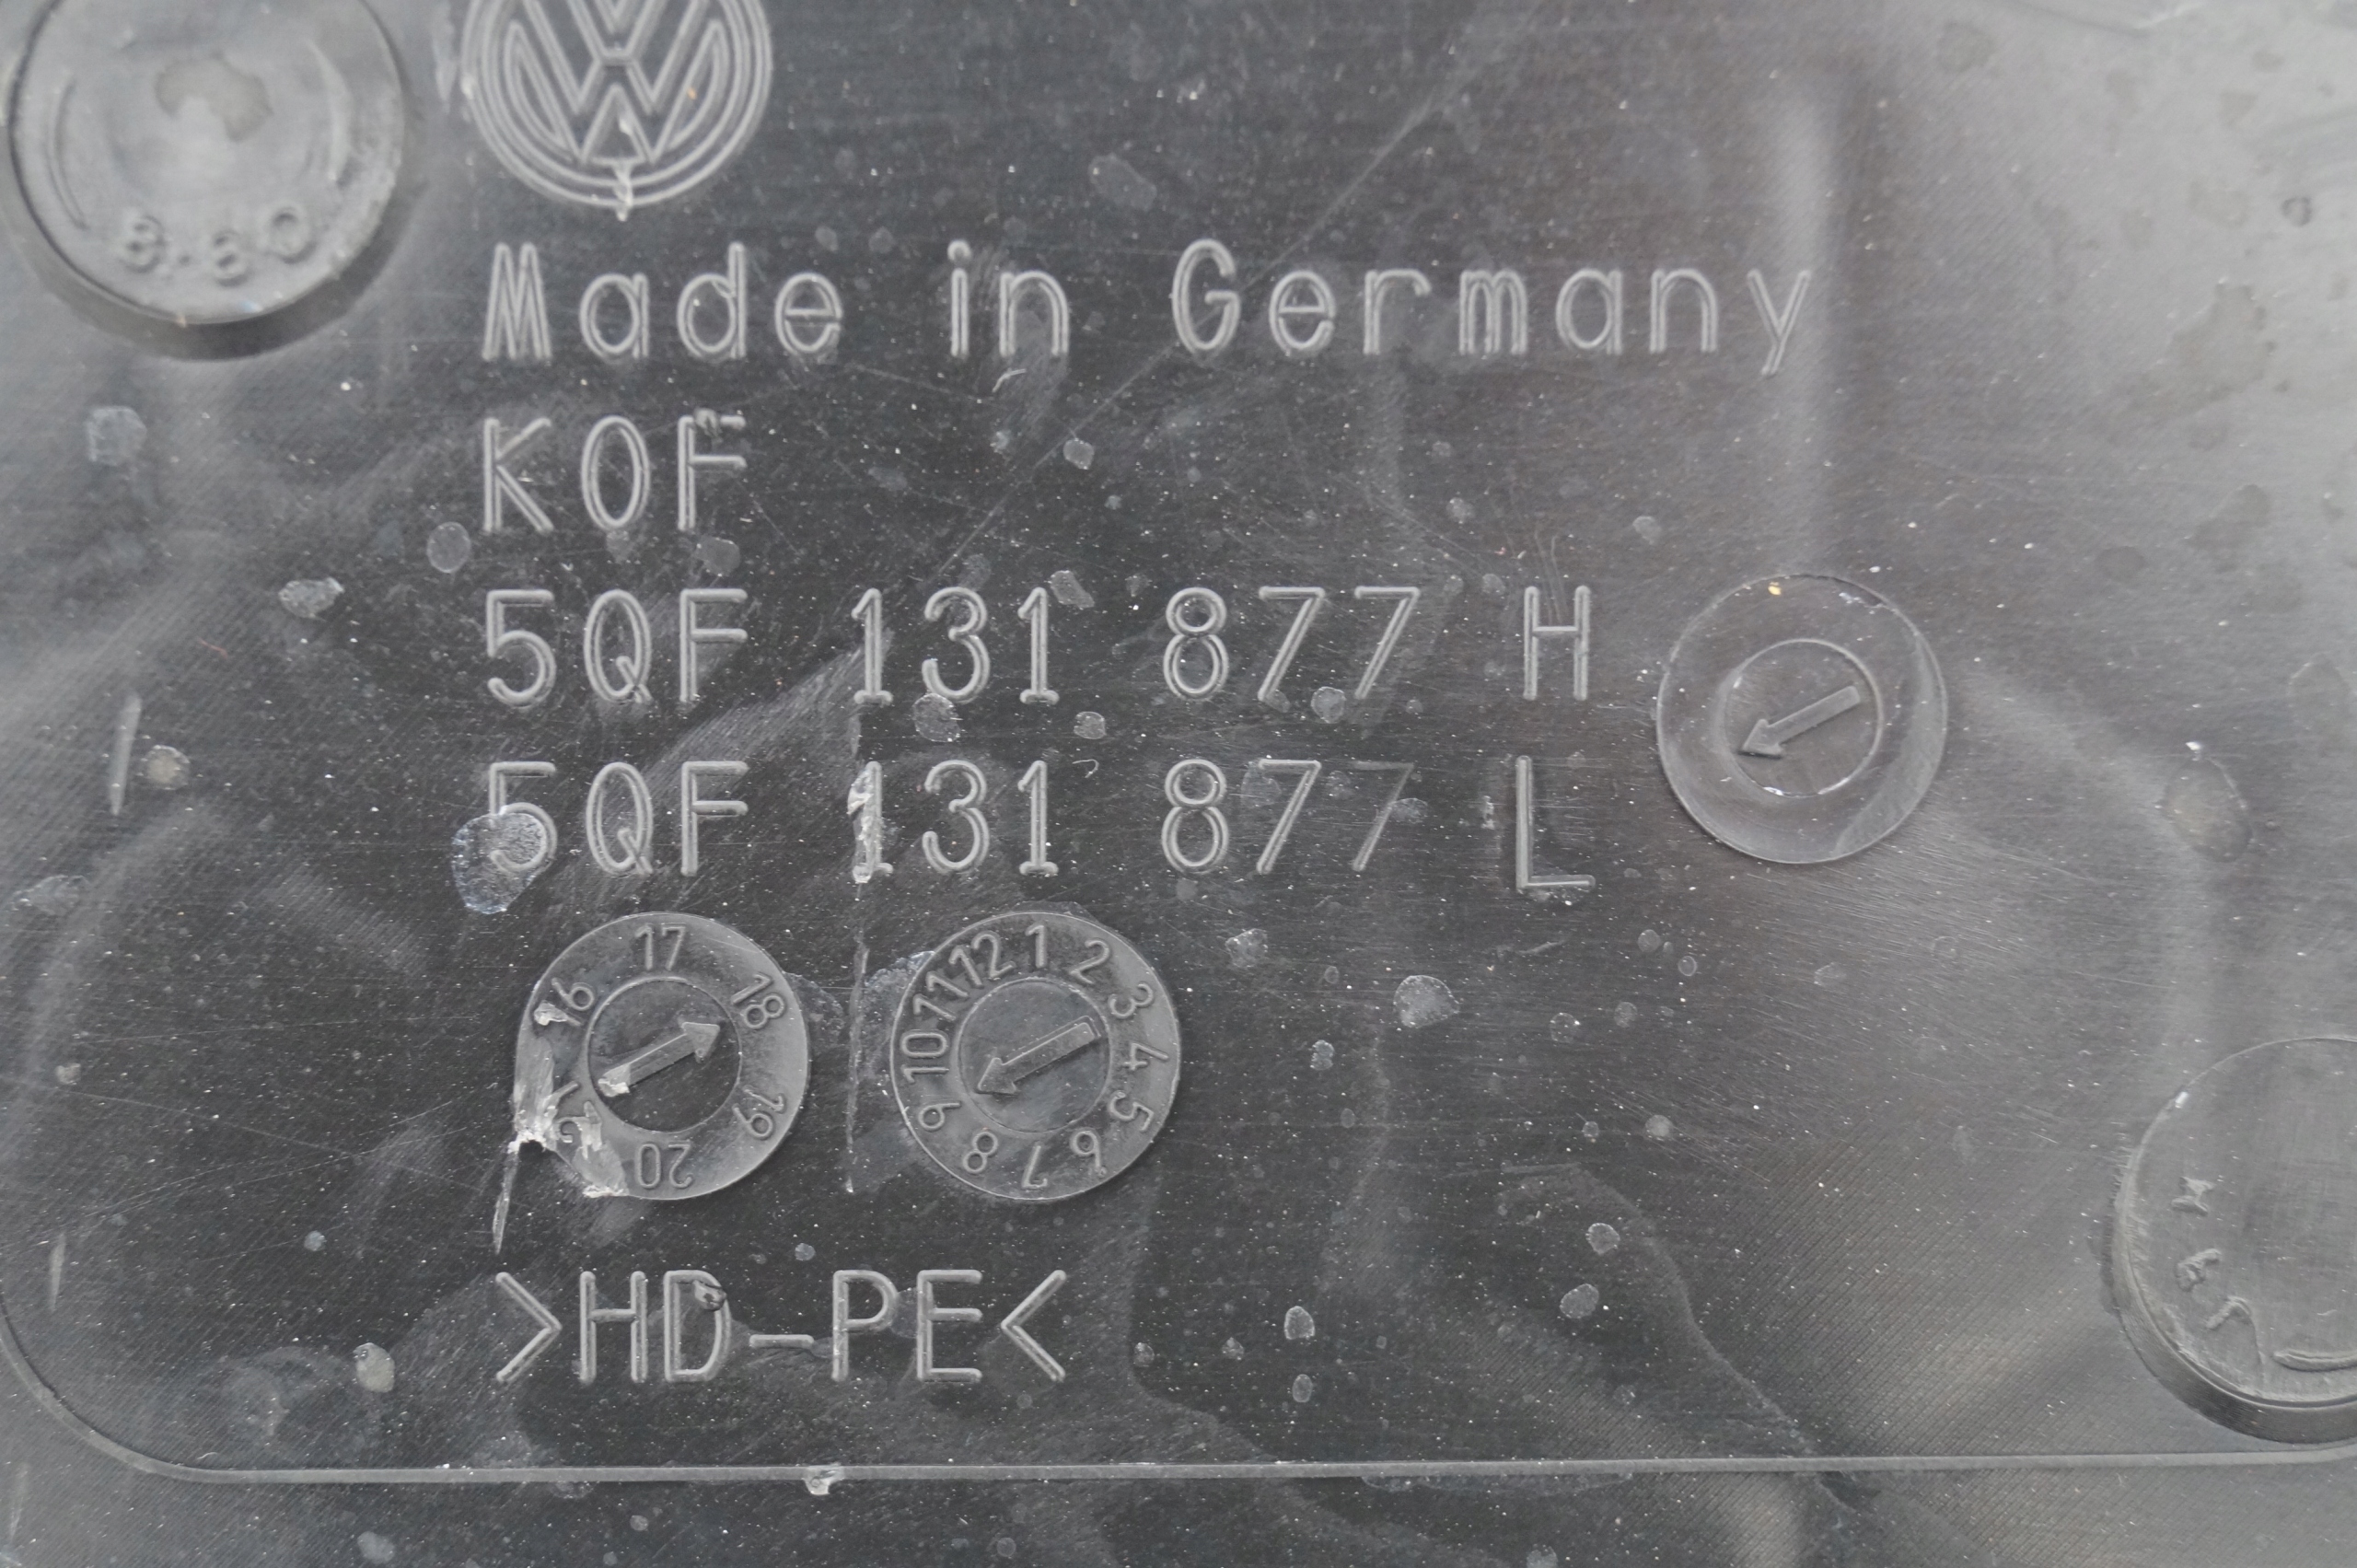 Made in Germany
KOF
5QF 131 877 H
5QF 131 877 L
16 17 18 19 20 21
1 2 3 4 5 6 7 8 9 10 11 12
>HD-PE<